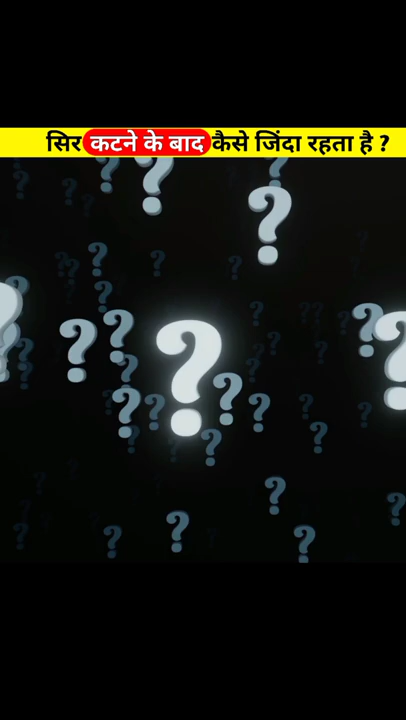 सिर कटने के बाद कैसे जिंदा रहता है ?